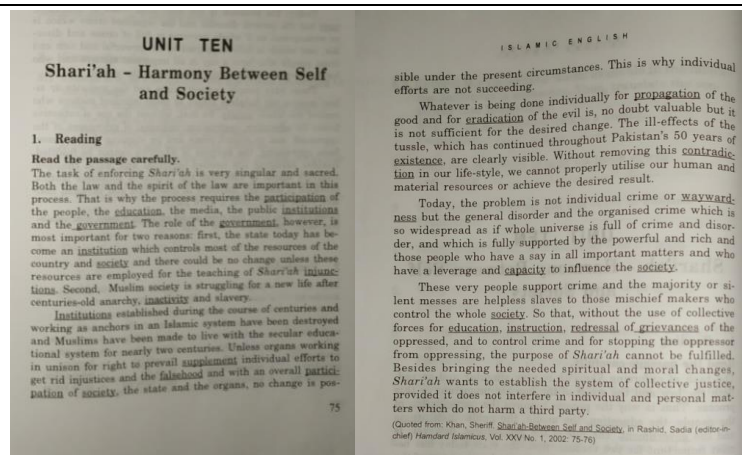 UNIT TEN
Shari'ah – Harmony Between Self
and Society
1. Reading
Read the passage carefully.
The task of enforcing Shari'ah is very singular and sacred.
Both the law and the spirit of the law are important in this
process. That is why the process requires the participation of
the people, the education, the media, the public institutions
and the government. The role of the government, however, is
most important for two reasons: first, the state today has be-
come an institution which controls most of the resources of the
country and society and there could be no change unless these
resources are employed for the teaching of Shari'ah injunc-
tions. Second, Muslim society is struggling for a new life after
centuries-old anarchy, inactivity and slavery.
Institutions established during the course of centuries and
working as anchors in an Islamic system have been destroyed
and Muslims have been made to live with the secular educa-
tional system for nearly two centuries. Unless organs working
in unison for right to prevail supplement individual efforts to
get rid injustices and the falsehood and with an overall partici-
pation of society, the state and the organs, no change is pos-
75
ISLAMIC ENGLISH
sible under the present circumstances. This is why individual
efforts are not succeeding.
Whatever is being done individually for propagation of the
good and for eradication of the evil is, no doubt valuable but it
is not sufficient for the desired change. The ill-effects of the
tussle, which has continued throughout Pakistan's 50 years of
existence, are clearly visible. Without removing this contradic-
tion in our life-style, we cannot properly utilise our human and
material resources or achieve the desired result.
Today, the problem is not individual crime or wayward-
ness but the general disorder and the organised crime which is
so widespread as if whole universe is full of crime and disor-
der, and which is fully supported by the powerful and rich and
those people who have a say in all important matters and who
have a leverage and capacity to influence the society.
These very people support crime and the majority or si-
lent messes are helpless slaves to those mischief makers who
control the whole society. So that, without the use of collective
forces for education, instruction, redressal of grievances of the
oppressed, and to control crime and for stopping the oppressor
from oppressing, the purpose of Shari'ah cannot be fulfilled.
Besides bringing the needed spiritual and moral changes,
Shari'ah wants to establish the system of collective justice,
provided it does not interfere in individual and personal mat-
ters which do not harm a third party.
(Quoted from: Khan, Sheriff. Shari'ah-Between Self and Society, in Rashid, Sadia (editor-in-
chief) Hamdard Islamicus, Vol. XXV No. 1, 2002: 75-76)